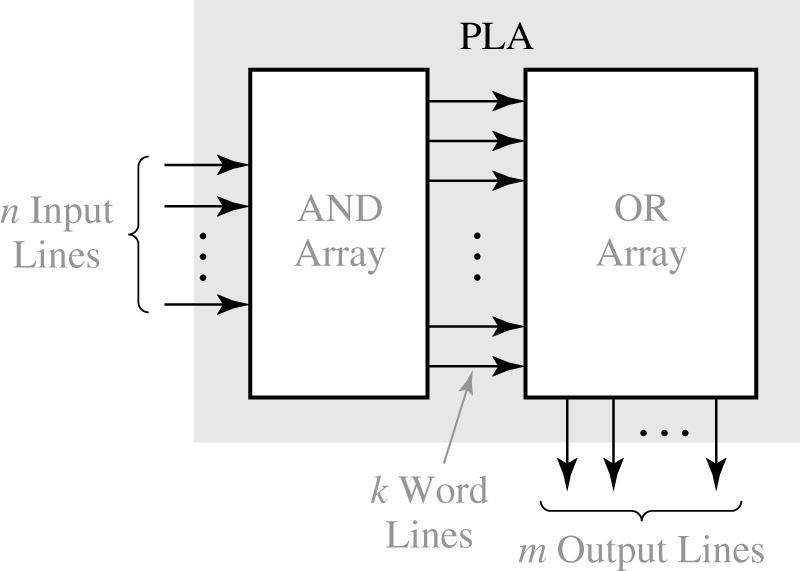 PLA
n Input
Lines
AND
Array
OR
Array
k Word
Lines
m Output Lines